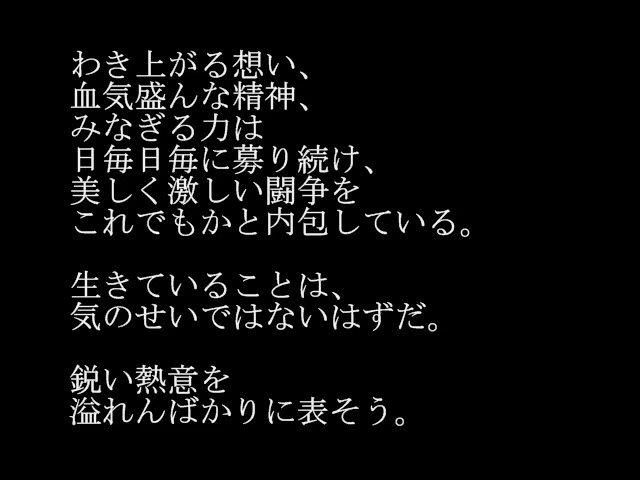 わき上がる想い、
血気盛んな精神、
みなぎる力は
日毎日毎に募り続け、
美しく激しい闘争を
これでもかと内包している。
生きていることは、
気のせいではないはずだ。
鋭い熱意を
溢れんばかりに表そう。